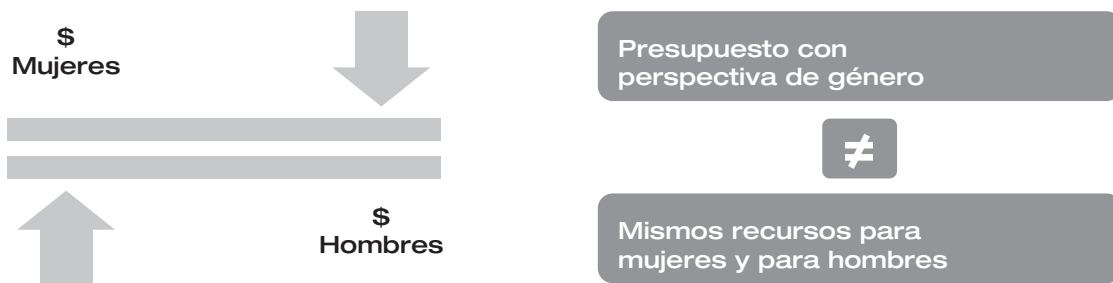 $
Mujeres
$
Hombres
Presupuesto con
perspectiva de género
≠
Mismos recursos para
mujeres y para hombres